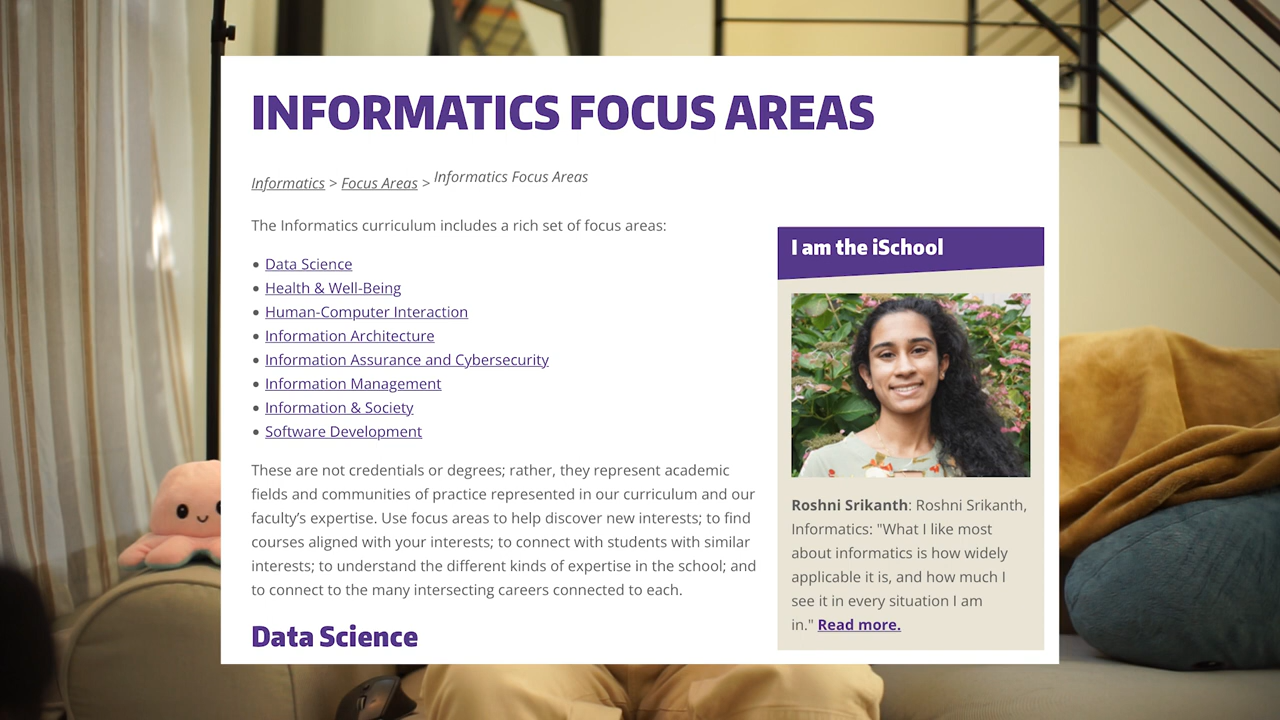 INFORMATICS FOCUS AREAS
Informatics > Focus Areas > Informatics Focus Areas
The Informatics curriculum includes a rich set of focus areas:
• Data Science
• Health & Well-Being
• Human-Computer Interaction
• Information Architecture
• Information Assurance and Cybersecurity
• Information Management
• Information & Society
• Software Development
These are not credentials or degrees; rather, they represent academic
fields and communities of practice represented in our curriculum and our
faculty’s expertise. Use focus areas to help discover new interests; to find
courses aligned with your interests; to connect with students with similar
interests; to understand the different kinds of expertise in the school; and
to connect to the many intersecting careers connected to each.
Data Science
I am the iSchool
Roshni Srikanth: Roshni Srikanth,
Informatics: "What I like most
about informatics is how widely
applicable it is, and how much I
see it in every situation I am
in." Read more.